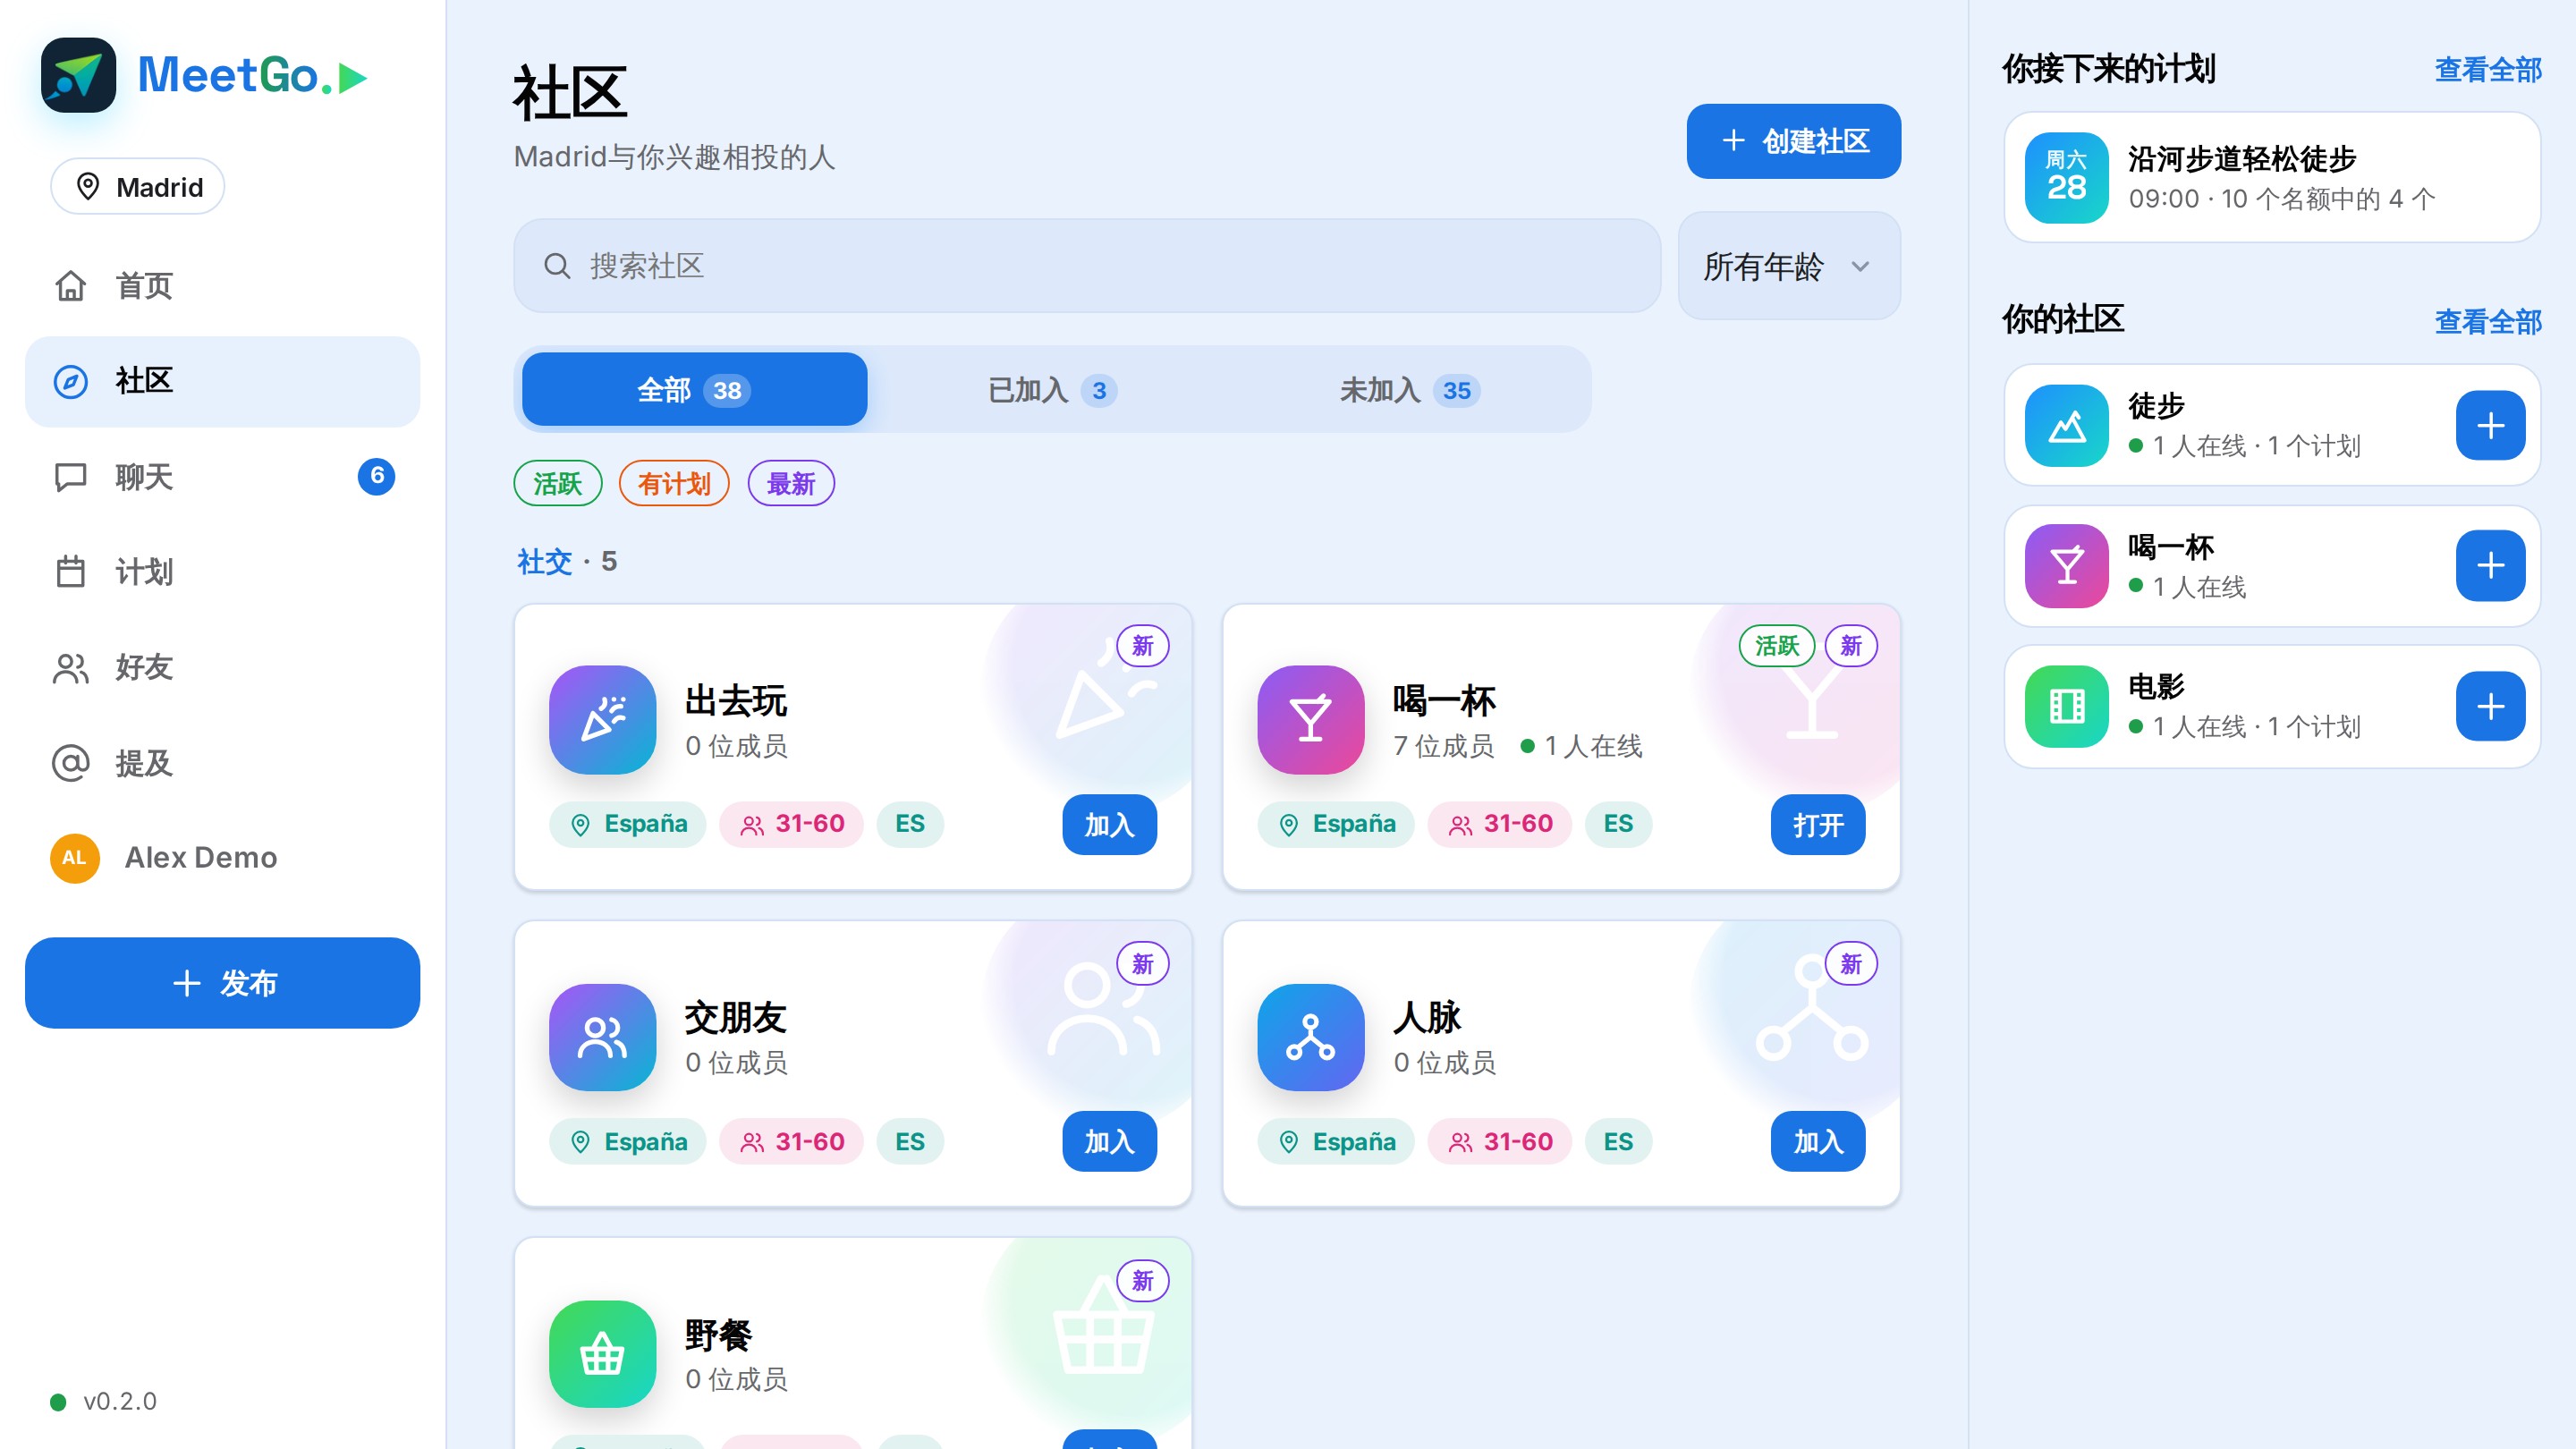 MeetGo.
Madrid
首页
社区
聊天 6
计划
好友
提及
AL Alex Demo
发布
v0.2.0
社区
Madrid与你兴趣相投的人
创建社区
搜索社区
所有年龄
全部 38
已加入 3
未加入 35
活跃 有计划 最新
社交 · 5
新
出去玩
0 位成员
España 31-60 ES 加入
活跃 新
喝一杯
7 位成员 1 人在线
España 31-60 ES 打开
新
交朋友
0 位成员
España 31-60 ES 加入
新
人脉
0 位成员
España 31-60 ES 加入
新
野餐
0 位成员
你接下来的计划 查看全部
周六
28
沿河步道轻松徒步
09:00 · 10 个名额中的 4 个
你的社区 查看全部
徒步
1 人在线 · 1 个计划
喝一杯
1 人在线
电影
1 人在线 · 1 个计划